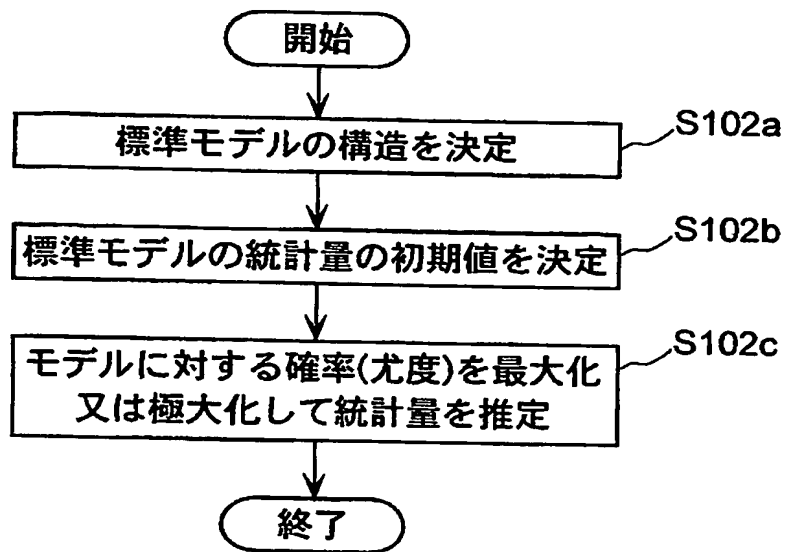 開始
標準モデルの構造を決定
S102a
標準モデルの統計量の初期値を決定
S102b
モデルに対する確率(尤度)を最大化
又は極大化して統計量を推定
S102c
終了